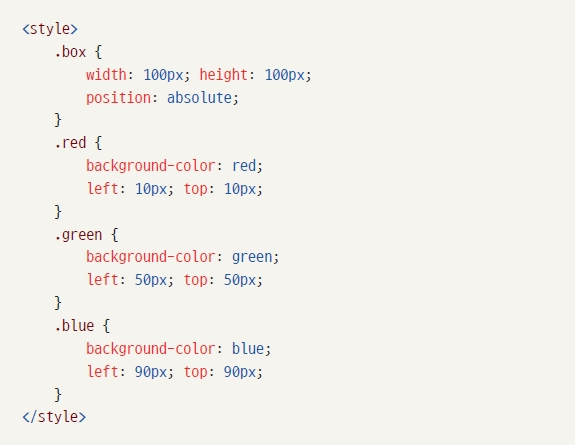 <style>
    .box {
        width: 100px; height: 100px;
        position: absolute;
    }
    .red {
        background-color: red;
        left: 10px; top: 10px;
    }
    .green {
        background-color: green;
        left: 50px; top: 50px;
    }
    .blue {
        background-color: blue;
        left: 90px; top: 90px;
    }
</style>